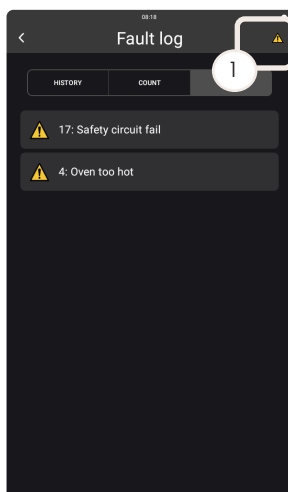 08:18
Fault log
1
HISTORY
COUNT
17: Safety circuit fail
4: Oven too hot